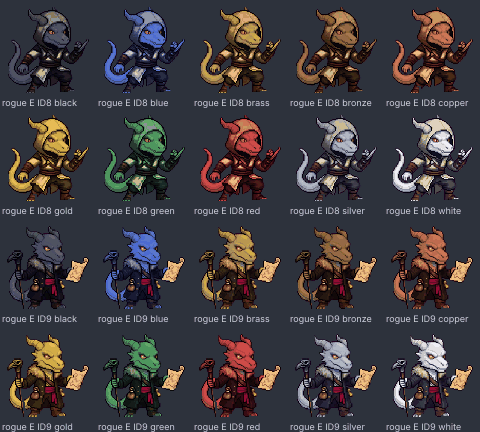 rogue E ID8 black
rogue E ID8 blue
rogue E ID8 brass
rogue E ID8 bronze
rogue E ID8 copper
rogue E ID8 gold
rogue E ID8 green
rogue E ID8 red
rogue E ID8 silver
rogue E ID8 white
rogue E ID9 black
rogue E ID9 blue
rogue E ID9 brass
rogue E ID9 bronze
rogue E ID9 copper
rogue E ID9 gold
rogue E ID9 green
rogue E ID9 red
rogue E ID9 silver
rogue E ID9 white